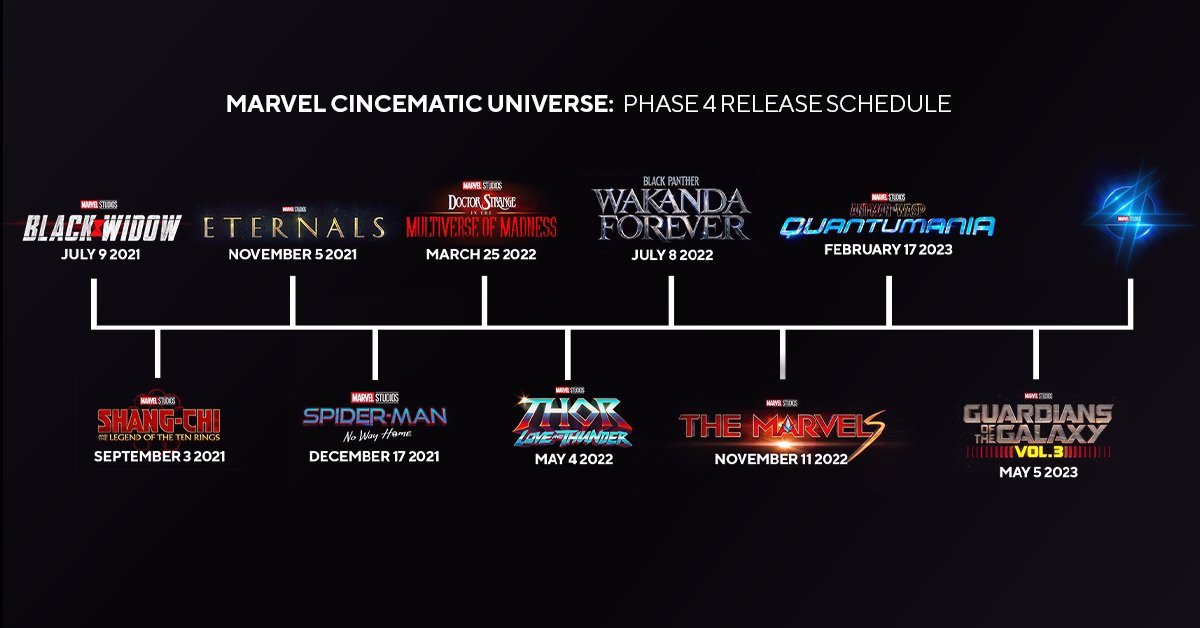 MARVEL CINCEMATIC UNIVERSE: PHASE 4 RELEASE SCHEDULE
MARVEL STUDIOS
BLACK WIDOW
JULY 9 2021
MARVEL STUDIOS
ETERNALS
NOVEMBER 5 2021
MARVEL STUDIOS
DOCTOR STRANGE
IN THE
MULTIVERSE OF MADNESS
MARCH 25 2022
BLACK PANTHER
WAKANDA
FOREVER
JULY 8 2022
MARVEL STUDIOS
ANT-MAN AND THE WASP
QUANTUMANIA
FEBRUARY 17 2023
MARVEL STUDIOS
4
MARVEL STUDIOS
SHANG-CHI
AND THE LEGEND OF THE TEN RINGS
SEPTEMBER 3 2021
MARVEL STUDIOS
SPIDER-MAN
No Way Home
DECEMBER 17 2021
MARVEL STUDIOS
THOR
LOVE AND THUNDER
MAY 4 2022
MARVEL STUDIOS
THE MARVELS
NOVEMBER 11 2022
MARVEL STUDIOS
GUARDIANS
OF THE GALAXY
VOL.3
MAY 5 2023